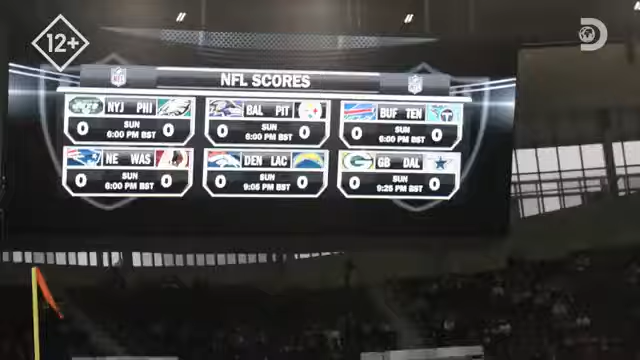 12+
NFL SCORES
NYJ PHI BAL PIT BUF TEN
0 SUN 0 0 SUN 0 0 SUN 0
6:00 PM BST 6:00 PM BST 6:00 PM BST
NE WAS DEN LAC GB DAL
0 SUN 0 0 SUN 0 0 SUN 0
6:00 PM BST 9:05 PM BST 9:25 PM BST